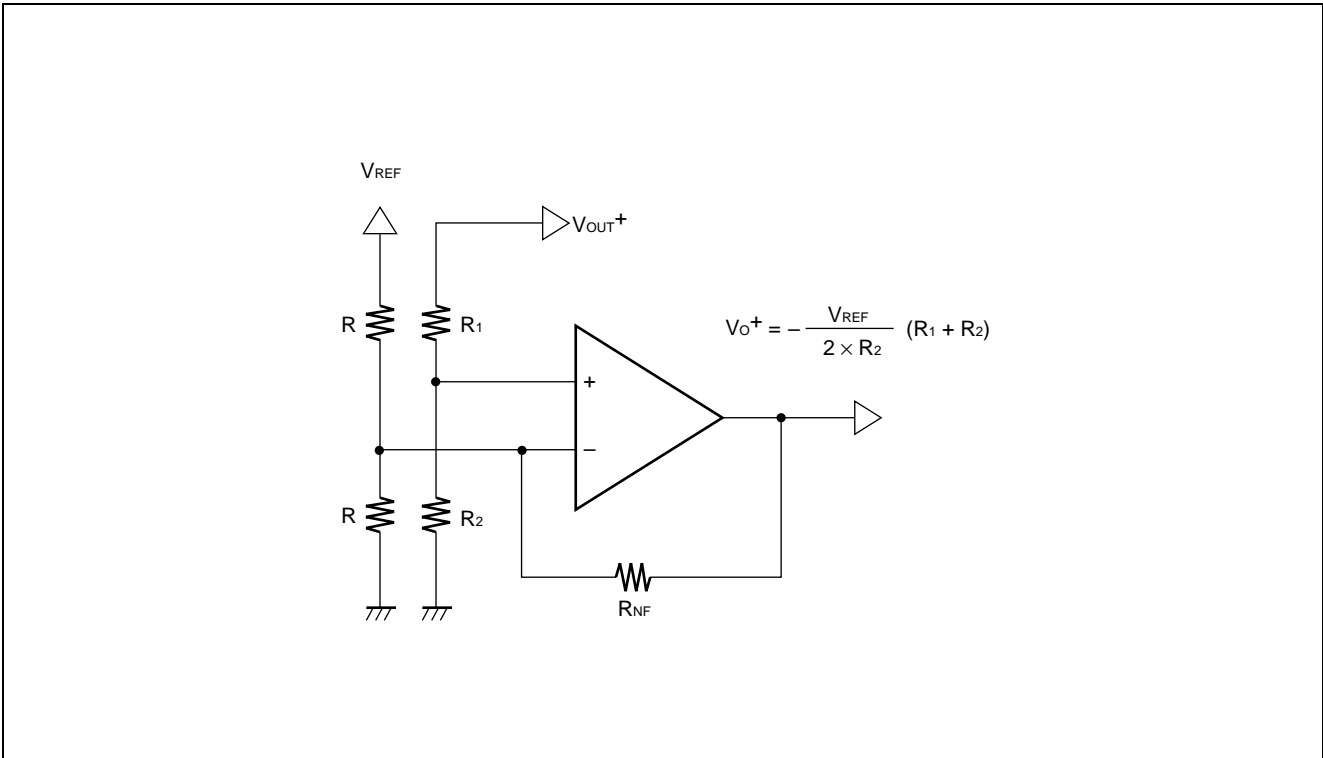 VREF
VOUT+
R
R1
VO+ = – VREF / 2 × R2 (R1 + R2)
+
–
R
R2
RNF